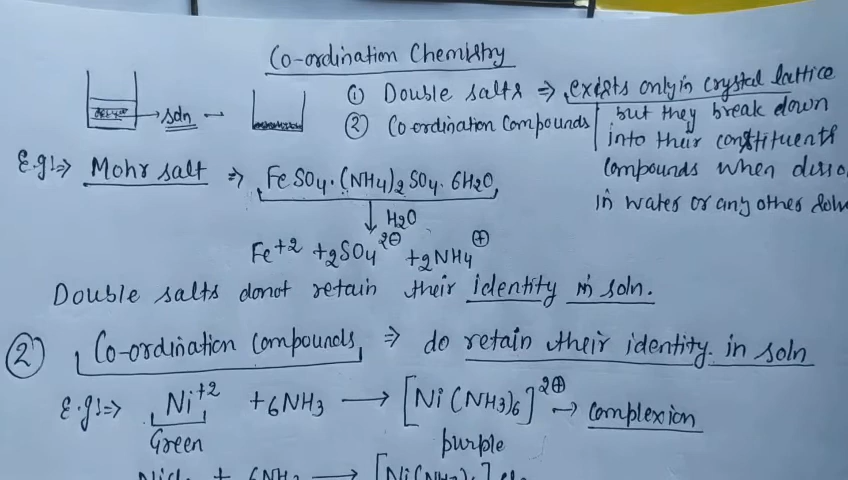 Co-ordination Chemistry
① Double salts ⇒ exists only in crystal lattice
but they break down
→ soln –
② Co-ordination Compounds
into their constituent
E.g:⇒ Mohr salt ⇒ FeSO4·(NH4)2SO4·6H2O
compounds when disso
in water or any other
↓ H2O
Fe+2 + 2SO4 2⊖ + 2NH4 ⊕
Double salts donot retain their identity in soln.
② Co-ordination Compounds, ⇒ do retain their identity. in soln
E.g:⇒ Ni+2 + 6NH3 → [Ni(NH3)6]2⊕ → complexion
Green purple